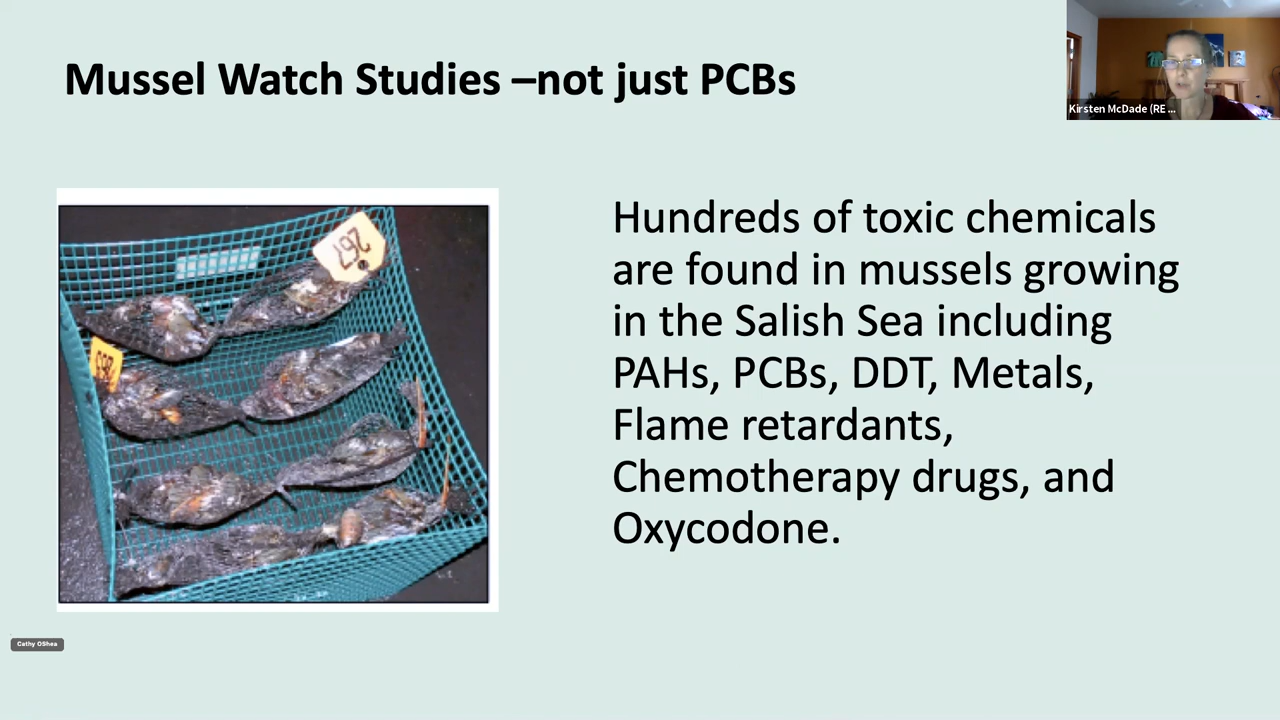 Mussel Watch Studies –not just PCBs
Kirsten McDade (RE ...
Hundreds of toxic chemicals
are found in mussels growing
in the Salish Sea including
PAHs, PCBs, DDT, Metals,
Flame retardants,
Chemotherapy drugs, and
Oxycodone.
267
Cathy OShea